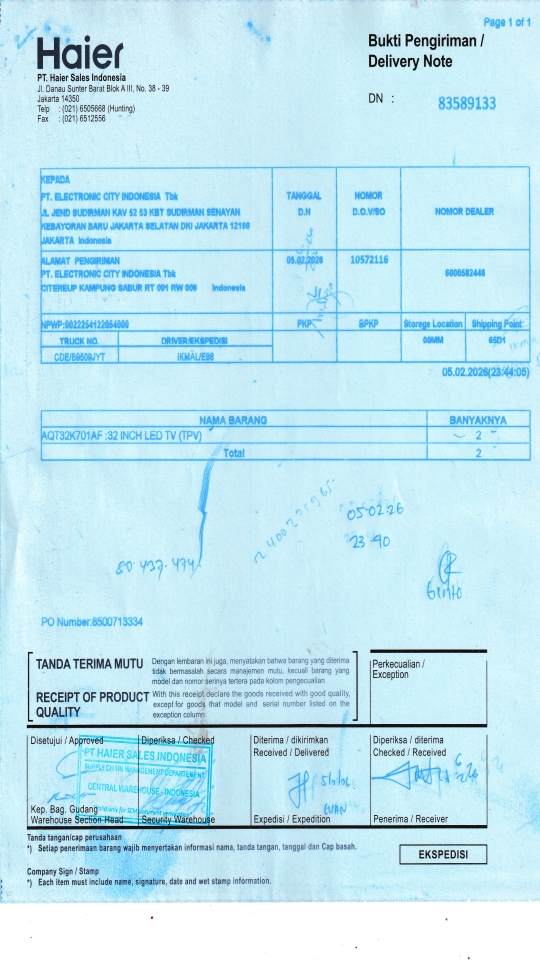 Page 1 of 1
Haier
PT. Haier Sales Indonesia
Jl. Danau Sunter Barat Blok A III, No. 38 - 39
Jakarta 14350
Telp : (021) 6505668 (Hunting)
Fax : (021) 6512556
Bukti Pengiriman /
Delivery Note
DN : 83589133
KEPADA
PT. ELECTRONIC CITY INDONESIA Tbk
JL JEND SUDIRMAN KAV 52 53 KBT SUDIRMAN SENAYAN
KEBAYORAN BARU JAKARTA SELATAN DKI JAKARTA 12190
JAKARTA Indonesia
TANGGAL D.N
NOMOR D.O.V/SO
NOMOR DEALER
ALAMAT PENGIRIMAN
PT. ELECTRONIC CITY INDONESIA Tbk
CITEREUP KAMPUNG SABUR RT 001 RW 006 Indonesia
05.02.2026
10572116
6000682446
NPWP:0022254122054000
PKP
BPKP
Storege Location
Shipping Point
TRUCK NO.
DRIVER/EKSPEDISI
00MM
65D1
CDE/B9609JYT
IKMAL/E88
05.02.2026(23:44:05)
NAMA BARANG
BANYAKNYA
AQT32K701AF :32 INCH LED TV (TPV)
2
Total
2
05.02.26
23.40
80.437.474
Ginto
PO Number:8500713334
TANDA TERIMA MUTU
Dengan lembaran ini juga, menyatakan bahwa barang yang diterima
tidak bermasalah secara manajemen mutu, kecuali barang yang
model dan nomor serinya tertera pada kolom pengecualian
RECEIPT OF PRODUCT QUALITY
With this receipt declare the goods received with good quality,
except for goods that model and serial number listed on the
exception column
Perkecualian /
Exception
Disetujui / Approved
Diperiksa / Checked
Diterima / dikirimkan
Received / Delivered
Diperiksa / diterima
Checked / Received
PT HAIER SALES INDONESIA
SUPPLY CHAIN MANAGEMENT DEPARTEMENT
CENTRAL WAREHOUSE - INDONESIA
Kep. Bag. Gudang
Warehouse Section Head
Security Warehouse
Expedisi / Expedition
Penerima / Receiver
Tanda tangan/cap perusahaan
*) Setiap penerimaan barang wajib menyertakan informasi nama, tanda tangan, tanggal dan Cap basah.
EKSPEDISI
Company Sign / Stamp
*) Each item must include name, signature, date and wet stamp information.